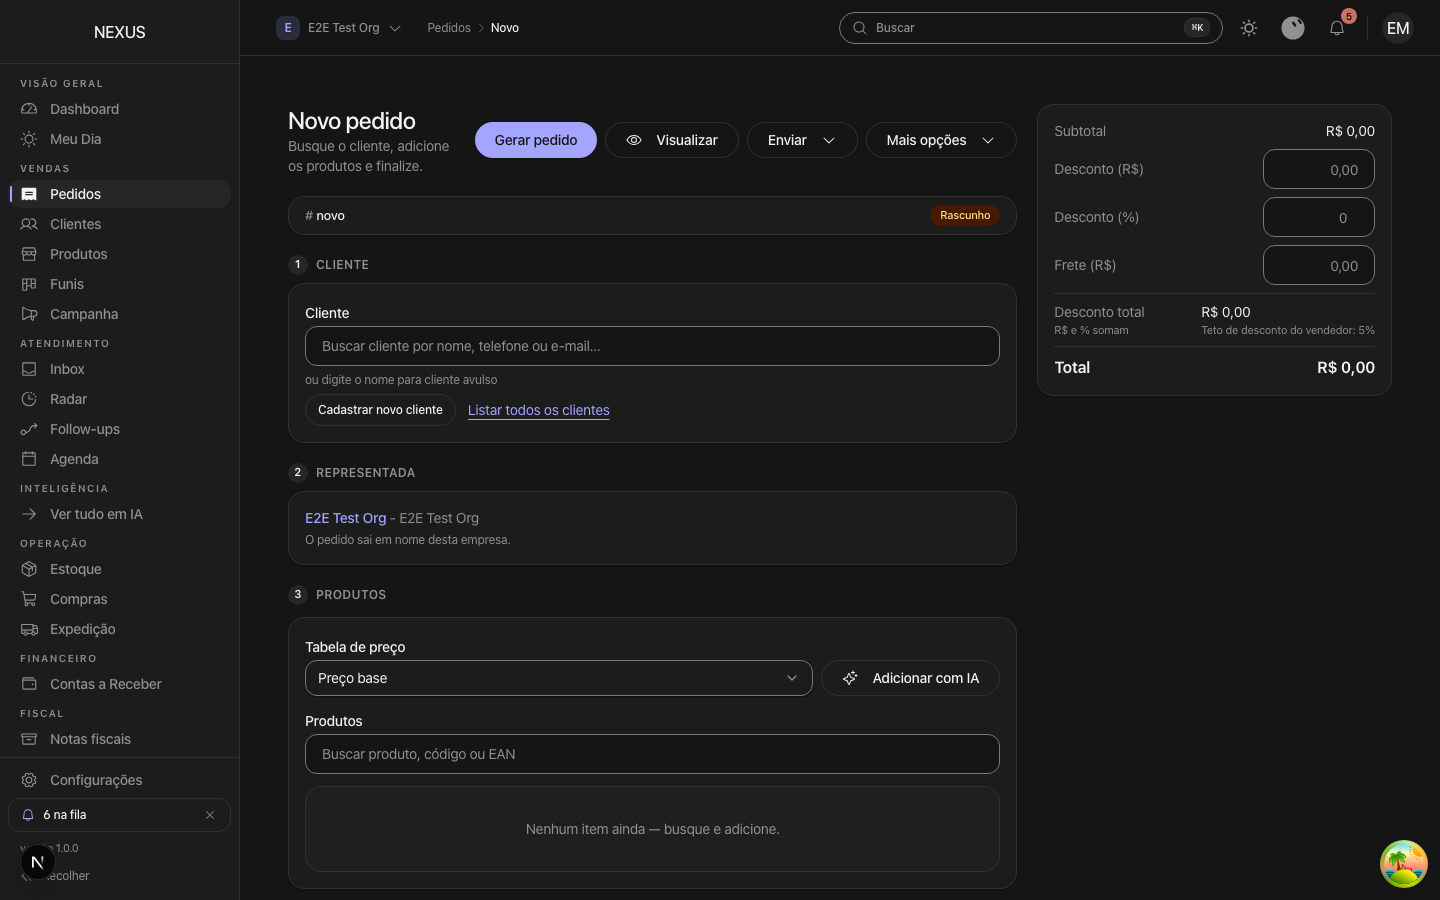 NEXUS
VISÃO GERAL
Dashboard
Meu Dia
VENDAS
Pedidos
Clientes
Produtos
Funis
Campanha
ATENDIMENTO
Inbox
Radar
Follow-ups
Agenda
INTELIGÊNCIA
Ver tudo em IA
OPERAÇÃO
Estoque
Compras
Expedição
FINANCEIRO
Contas a Receber
FISCAL
Notas fiscais
Configurações
6 na fila
1.0.0
N
E E2E Test Org
Pedidos > Novo
Buscar ⌘K
5
EM
Novo pedido
Busque o cliente, adicione
os produtos e finalize.
Gerar pedido
Visualizar
Enviar
Mais opções
# novo
Rascunho
1 CLIENTE
Cliente
Buscar cliente por nome, telefone ou e-mail...
ou digite o nome para cliente avulso
Cadastrar novo cliente
Listar todos os clientes
2 REPRESENTADA
E2E Test Org - E2E Test Org
O pedido sai em nome desta empresa.
3 PRODUTOS
Tabela de preço
Preço base
Adicionar com IA
Produtos
Buscar produto, código ou EAN
Nenhum item ainda — busque e adicione.
Subtotal R$ 0,00
Desconto (R$) 0,00
Desconto (%) 0
Frete (R$) 0,00
Desconto total R$ 0,00
R$ e % somam Teto de desconto do vendedor: 5%
Total R$ 0,00